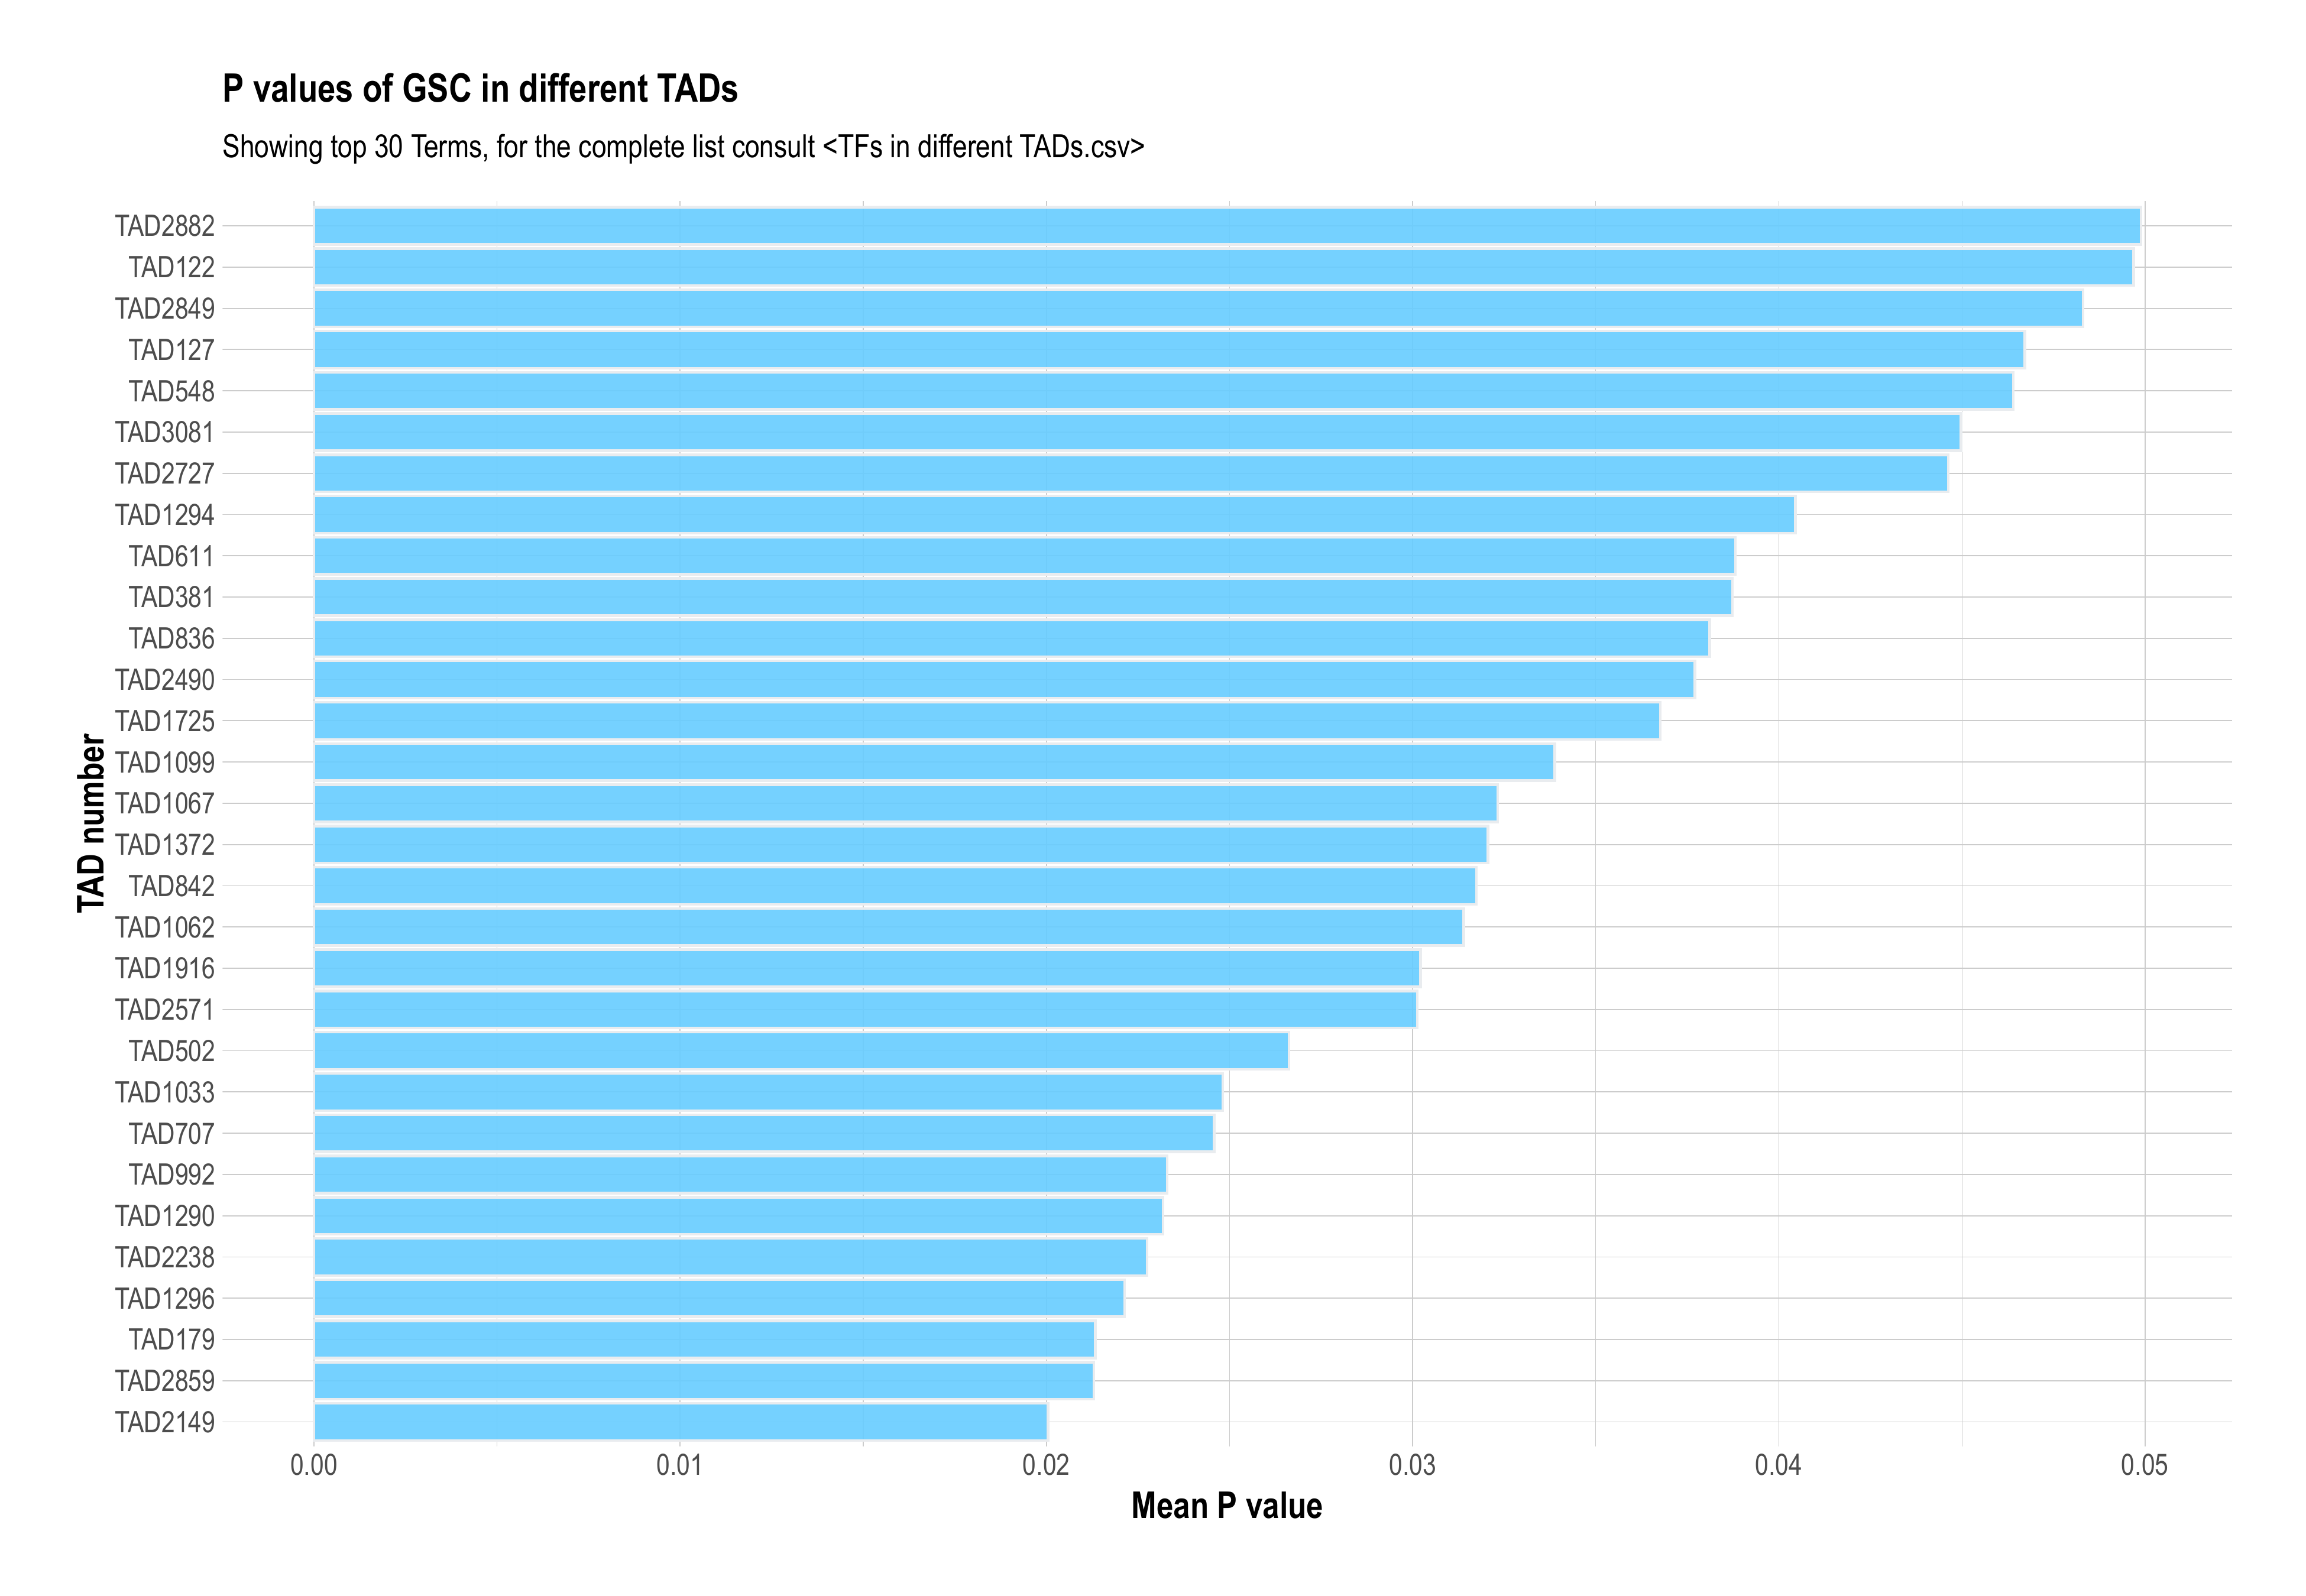 P values of GSC in different TADs
Showing top 30 Terms, for the complete list consult <TFs in different TADs.csv>
TAD number
TAD2882
TAD122
TAD2849
TAD127
TAD548
TAD3081
TAD2727
TAD1294
TAD611
TAD381
TAD836
TAD2490
TAD1725
TAD1099
TAD1067
TAD1372
TAD842
TAD1062
TAD1916
TAD2571
TAD502
TAD1033
TAD707
TAD992
TAD1290
TAD2238
TAD1296
TAD179
TAD2859
TAD2149
0.00 0.01 0.02 0.03 0.04 0.05
Mean P value